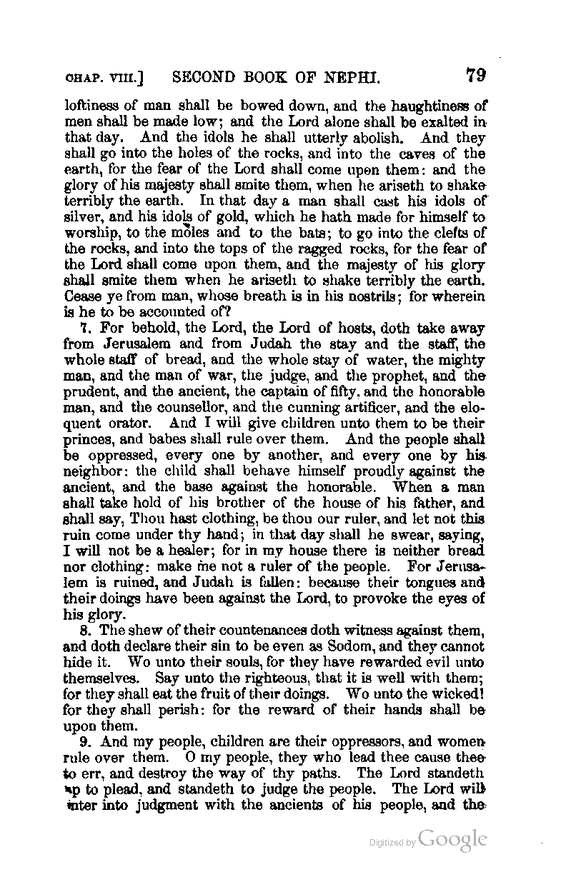 CHAP. VIII.] SECOND BOOK OF NEPHI. 79
loftiness of man shall be bowed down, and the haughtiness of
men shall be made low; and the Lord alone shall be exalted in
that day. And the idols he shall utterly abolish. And they
shall go into the holes of the rocks, and into the caves of the
earth, for the fear of the Lord shall come upon them: and the
glory of his majesty shall smite them, when he ariseth to shake
terribly the earth. In that day a man shall cast his idols of
silver, and his idols of gold, which he hath made for himself to
worship, to the moles and to the bats; to go into the clefts of
the rocks, and into the tops of the ragged rocks, for the fear of
the Lord shall come upon them, and the majesty of his glory
shall smite them when he ariseth to shake terribly the earth.
Cease ye from man, whose breath is in his nostrils; for wherein
is he to be accounted of?
7. For behold, the Lord, the Lord of hosts, doth take away
from Jerusalem and from Judah the stay and the staff, the
whole staff of bread, and the whole stay of water, the mighty
man, and the man of war, the judge, and the prophet, and the
prudent, and the ancient, the captain of fifty, and the honorable
man, and the counsellor, and the cunning artificer, and the elo-
quent orator. And I will give children unto them to be their
princes, and babes shall rule over them. And the people shall
be oppressed, every one by another, and every one by his
neighbor: the child shall behave himself proudly against the
ancient, and the base against the honorable. When a man
shall take hold of his brother of the house of his father, and
shall say, Thou hast clothing, be thou our ruler, and let not this
ruin come under thy hand; in that day shall he swear, saying,
I will not be a healer; for in my house there is neither bread
nor clothing: make me not a ruler of the people. For Jerusa-
lem is ruined, and Judah is fallen: because their tongues and
their doings have been against the Lord, to provoke the eyes of
his glory.
8. The shew of their countenances doth witness against them,
and doth declare their sin to be even as Sodom, and they cannot
hide it. Wo unto their souls, for they have rewarded evil unto
themselves. Say unto the righteous, that it is well with them;
for they shall eat the fruit of their doings. Wo unto the wicked!
for they shall perish: for the reward of their hands shall be
upon them.
9. And my people, children are their oppressors, and women
rule over them. O my people, they who lead thee cause thee
to err, and destroy the way of thy paths. The Lord standeth
up to plead, and standeth to judge the people. The Lord will
enter into judgment with the ancients of his people, and the
Digitized by Google